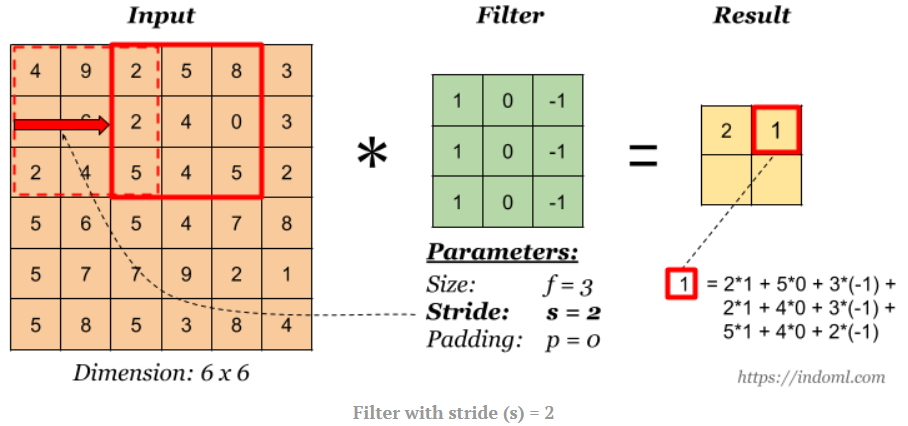 Input
Filter
Result
4 9 2 5 8 3
2 4 0 3
2 4 5 4 5 2
5 6 5 4 7 8
5 7 7 9 2 1
5 8 5 3 8 4
Dimension: 6 x 6
*
1 0 -1
1 0 -1
1 0 -1
Parameters:
Size: f = 3
Stride: s = 2
Padding: p = 0
=
2 1
1 = 2*1 + 5*0 + 3*(-1) +
2*1 + 4*0 + 3*(-1) +
5*1 + 4*0 + 2*(-1)
https://indoml.com
Filter with stride (s) = 2